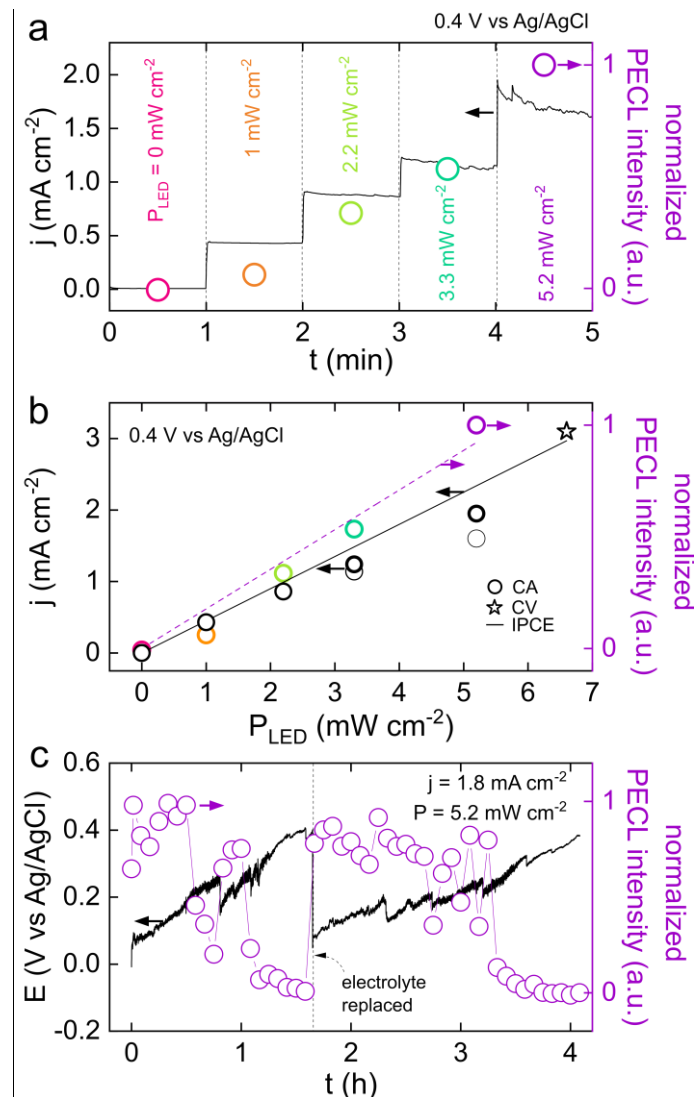 a
0.4 V vs Ag/AgCl
j (mA cm⁻²)
2.0
1.5
1.0
0.5
0.0
P_LED = 0 mW cm⁻²
1 mW cm⁻²
2.2 mW cm⁻²
3.3 mW cm⁻²
5.2 mW cm⁻²
1
0
normalized
PECL intensity (a.u.)
0 1 2 3 4 5
t (min)
b
0.4 V vs Ag/AgCl
j (mA cm⁻²)
3
2
1
0
CA
CV
IPCE
1
0
normalized
PECL intensity (a.u.)
0 1 2 3 4 5 6 7
P_LED (mW cm⁻²)
c
E (V vs Ag/AgCl)
0.6
0.4
0.2
0.0
-0.2
j = 1.8 mA cm⁻²
P = 5.2 mW cm⁻²
electrolyte
replaced
1
0
normalized
PECL intensity (a.u.)
0 1 2 3 4
t (h)